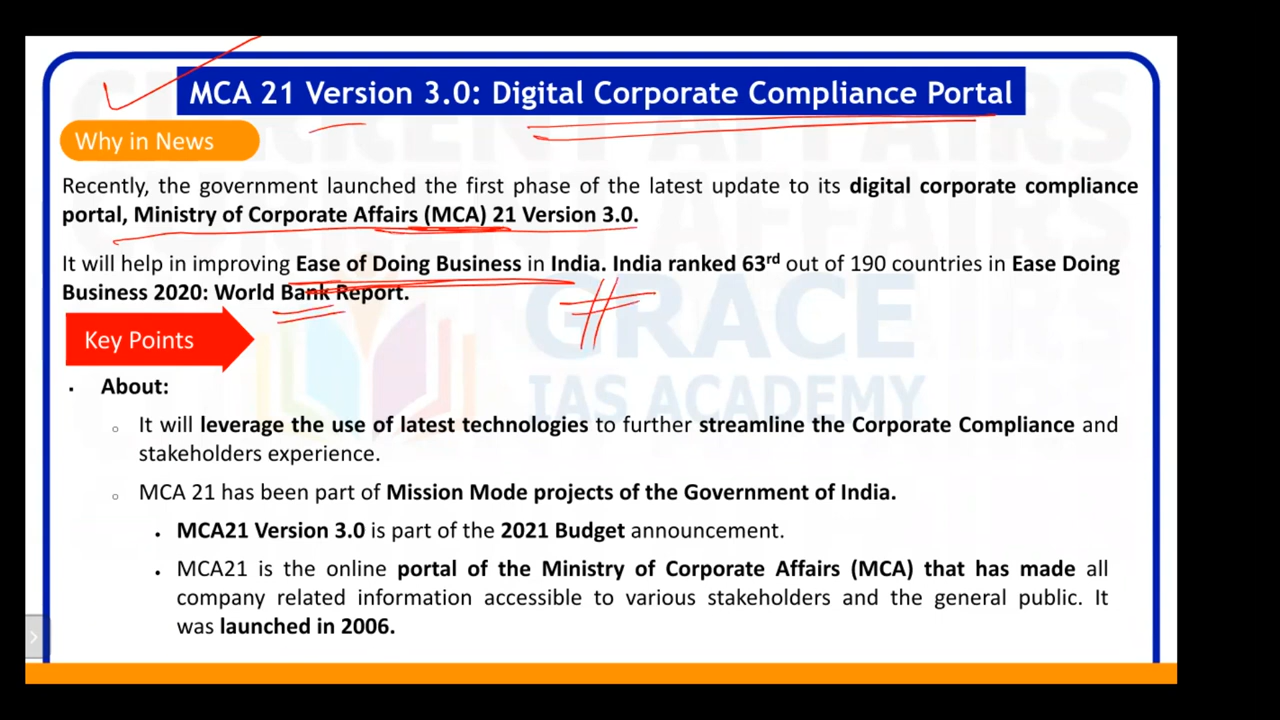 MCA 21 Version 3.0: Digital Corporate Compliance Portal
Why in News
Recently, the government launched the first phase of the latest update to its digital corporate compliance
portal, Ministry of Corporate Affairs (MCA) 21 Version 3.0.
It will help in improving Ease of Doing Business in India. India ranked 63rd out of 190 countries in Ease Doing
Business 2020: World Bank Report.
Key Points
▪ About:
o It will leverage the use of latest technologies to further streamline the Corporate Compliance and
stakeholders experience.
o MCA 21 has been part of Mission Mode projects of the Government of India.
• MCA21 Version 3.0 is part of the 2021 Budget announcement.
• MCA21 is the online portal of the Ministry of Corporate Affairs (MCA) that has made all
company related information accessible to various stakeholders and the general public. It
was launched in 2006.
CURRENT AFFAIRS
AFFAIRS
GRACE
IAS ACADEMY